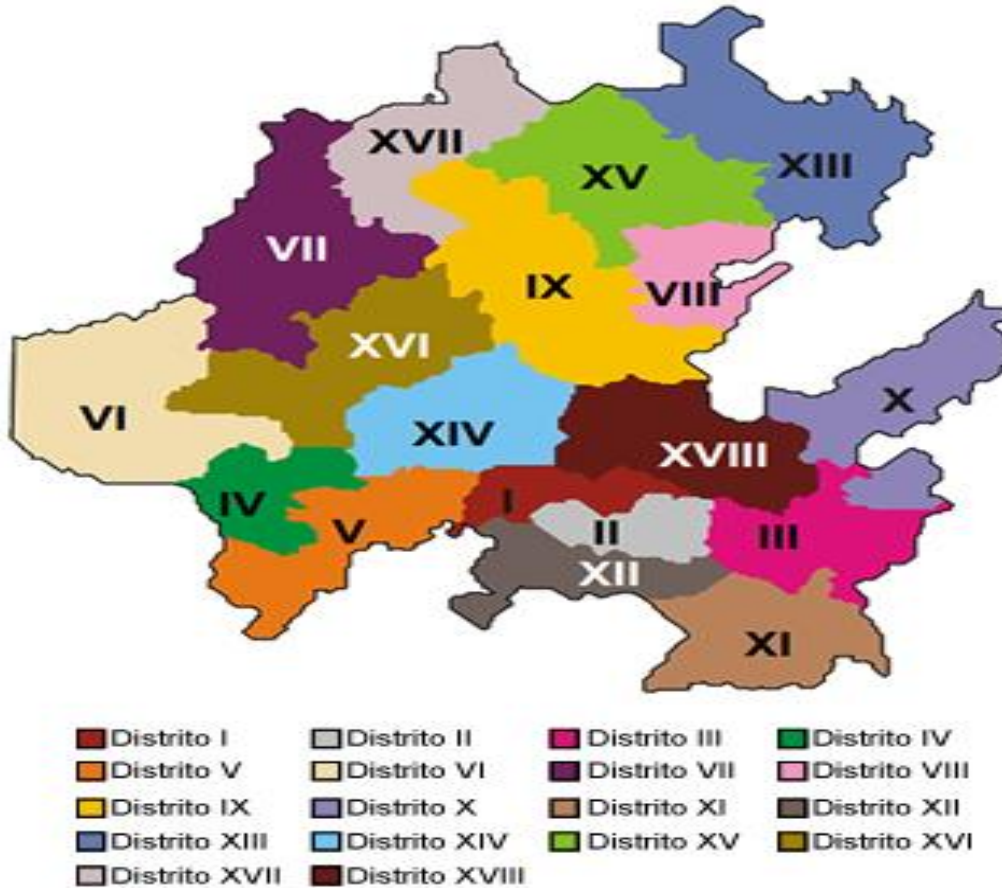 XVII
XV
XIII
VII
IX
VIII
XVI
X
VI
XIV
XVIII
IV
I
V
II
III
XII
XI
Distrito I Distrito II Distrito III Distrito IV
Distrito V Distrito VI Distrito VII Distrito VIII
Distrito IX Distrito X Distrito XI Distrito XII
Distrito XIII Distrito XIV Distrito XV Distrito XVI
Distrito XVII Distrito XVIII